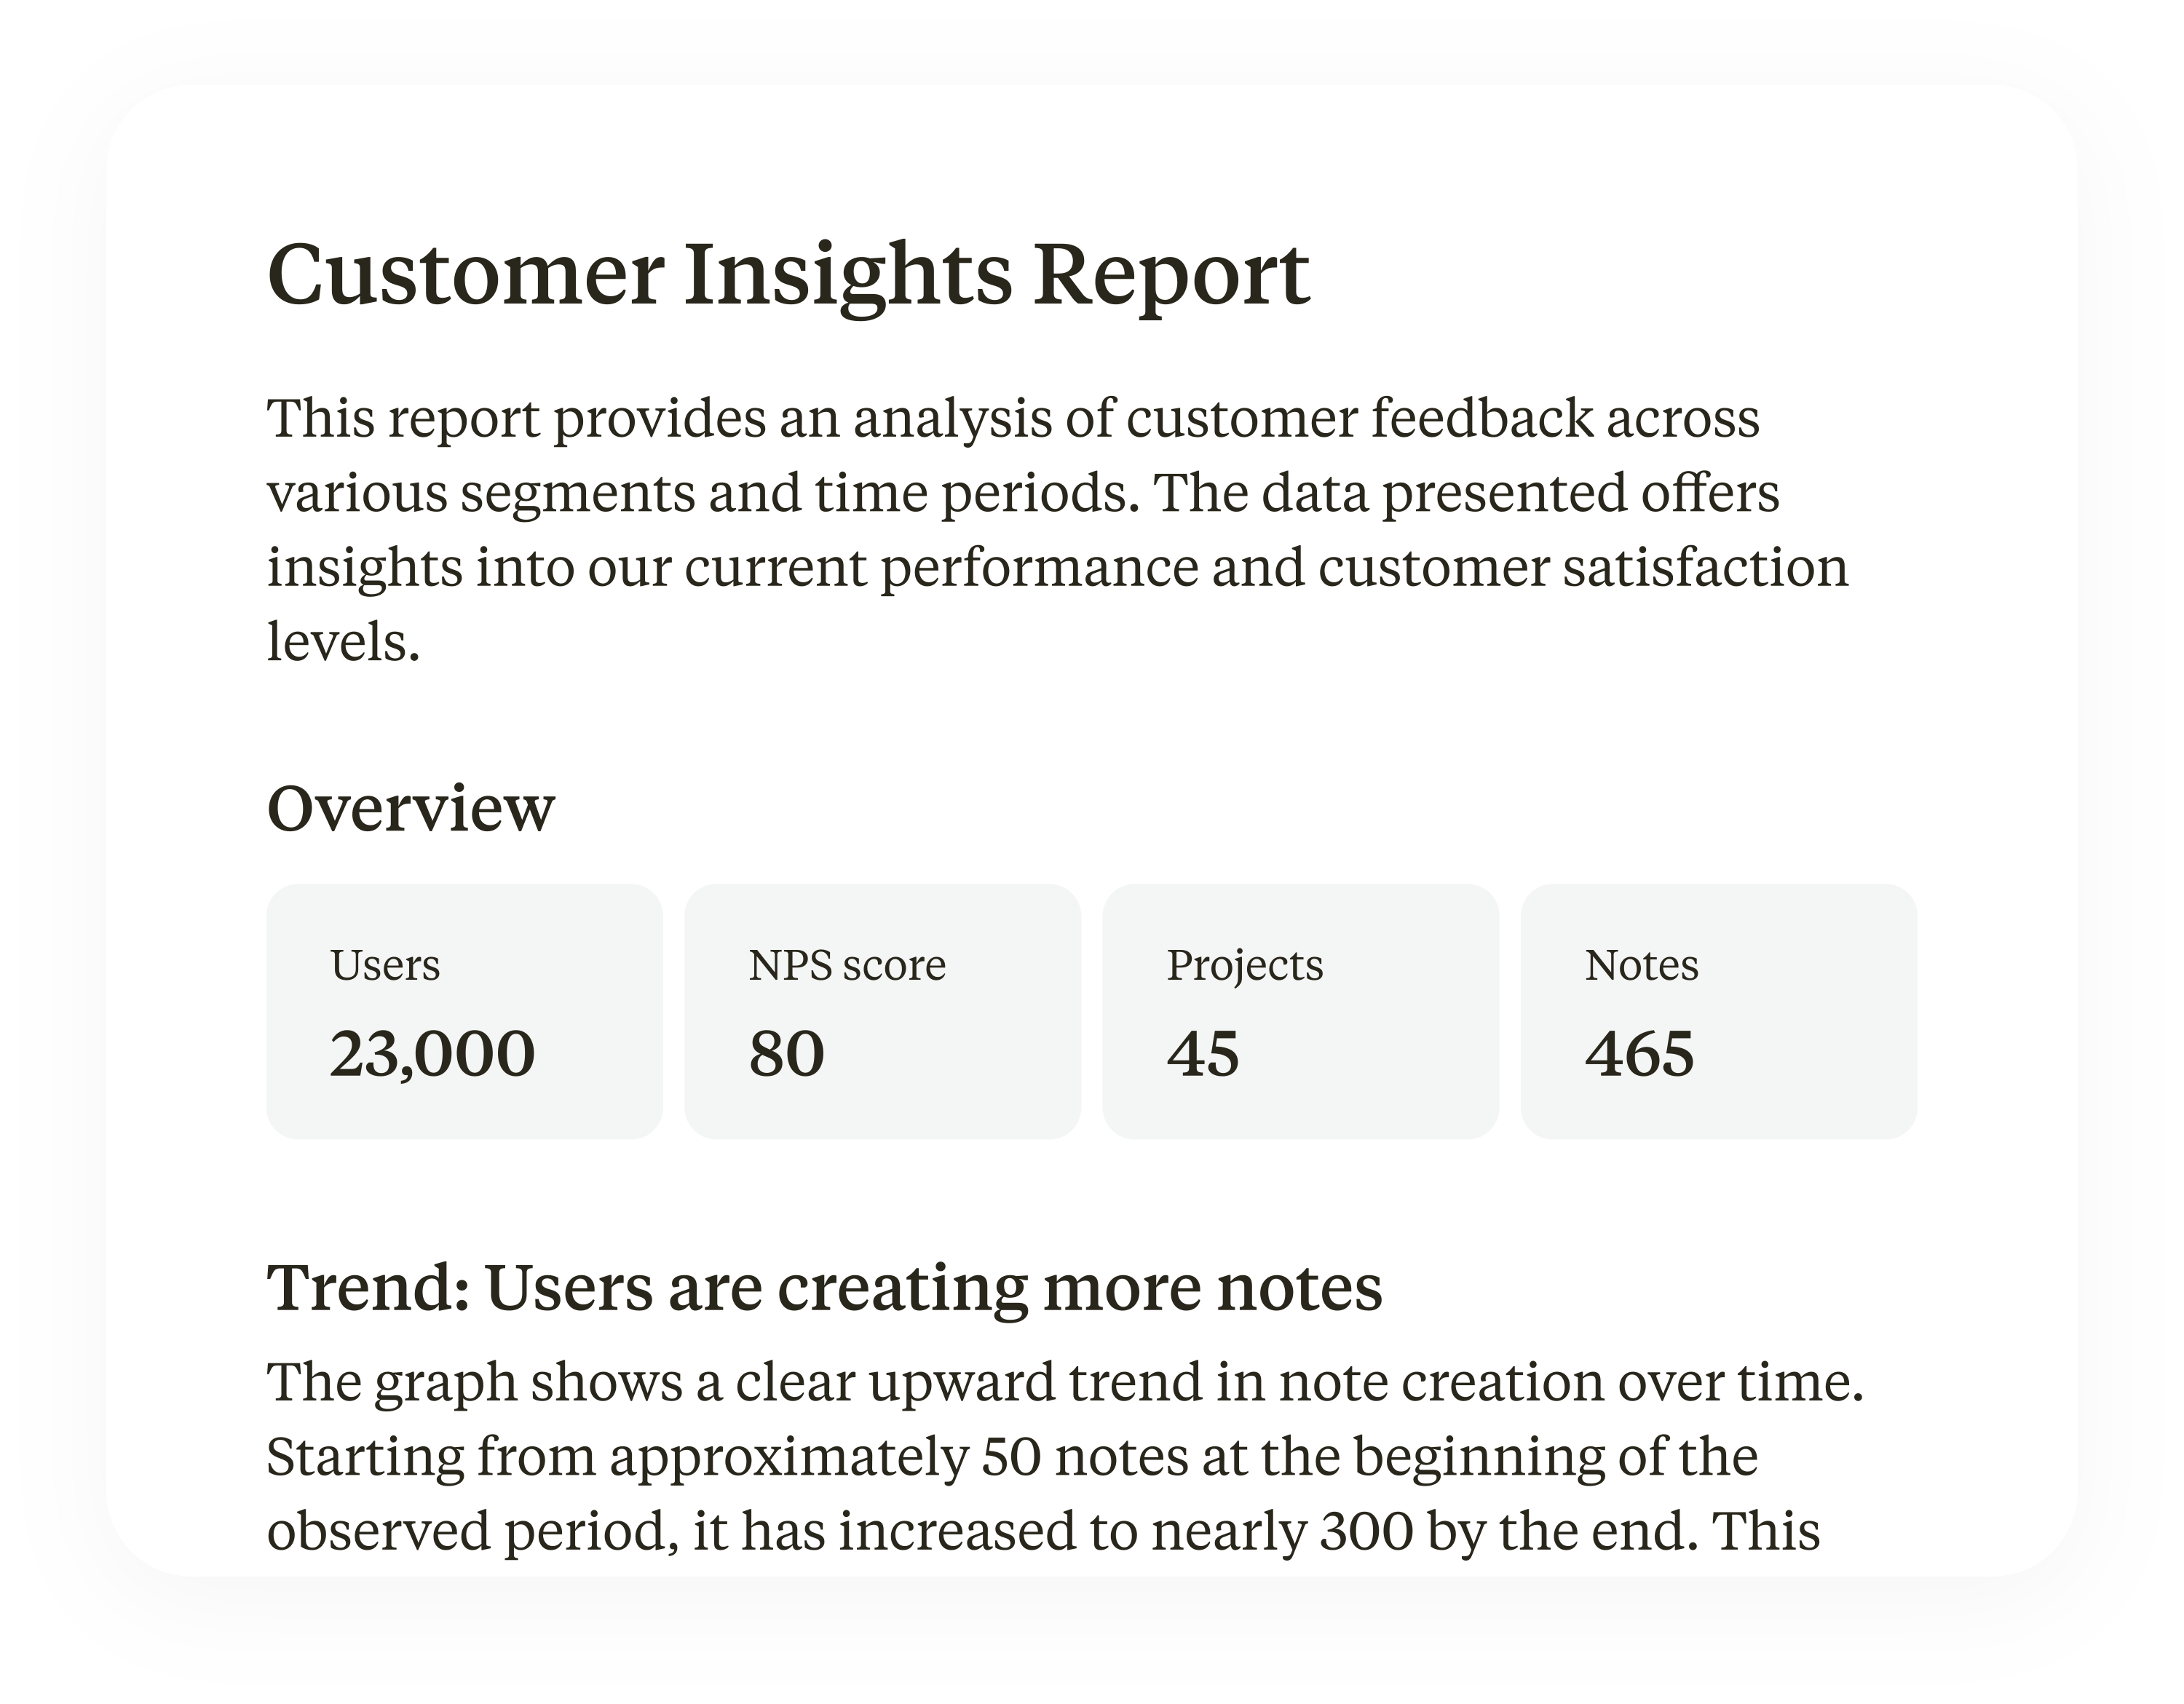 Customer Insights Report
This report provides an analysis of customer feedback across
various segments and time periods. The data presented offers
insights into our current performance and customer satisfaction
levels.
Overview
Users
23,000
NPS score
80
Projects
45
Notes
465
Trend: Users are creating more notes
The graph shows a clear upward trend in note creation over time.
Starting from approximately 50 notes at the beginning of the
observed period, it has increased to nearly 300 by the end. This